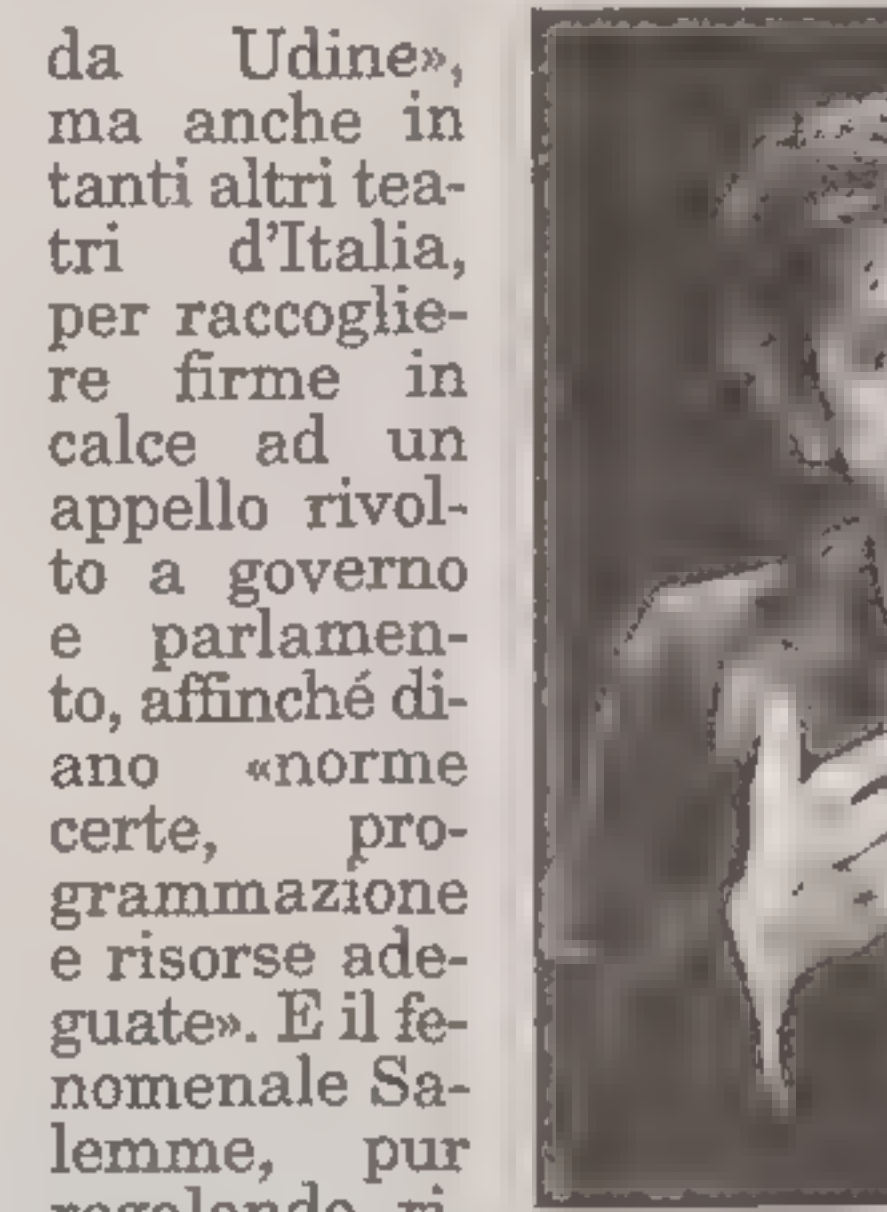 da Udine»,
ma anche in
tanti altri tea-
tri d'Italia,
per raccoglie-
re firme in
calce ad un
appello rivol-
to a governo
e parlamen-
to, affinché di-
ano «norme
certe, pro-
grammazione
e risorse ade-
guate». E il fe-
nomenale Sa-
lemme, pur